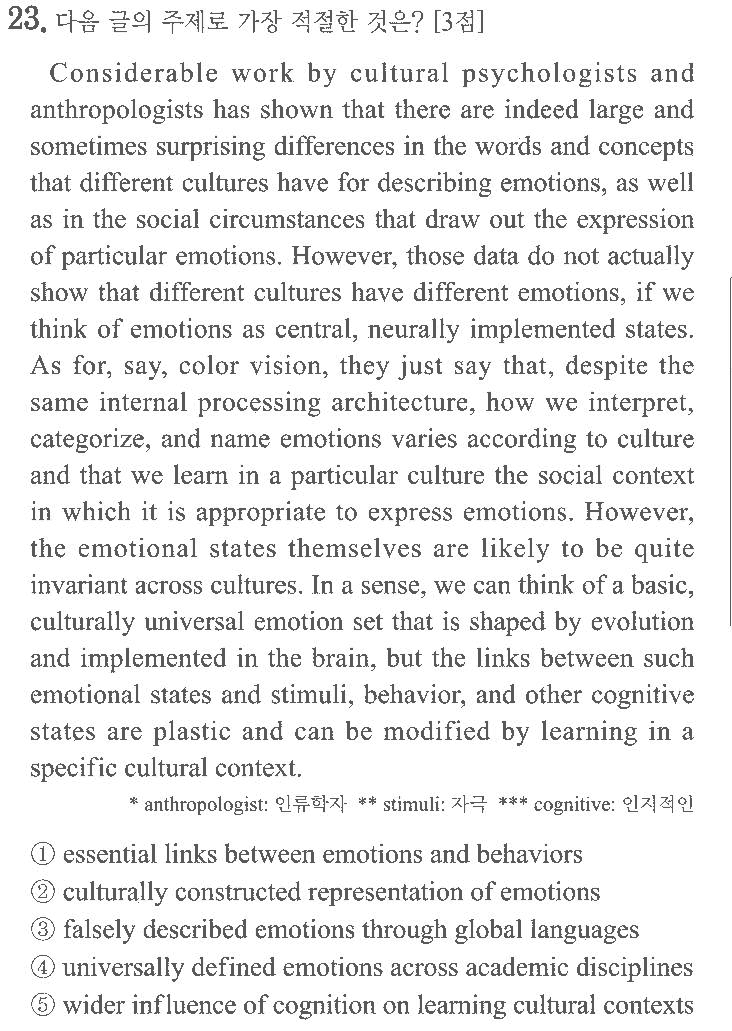 23. 다음 글의 주제로 가장 적절한 것은? [3점]
Considerable work by cultural psychologists and
anthropologists has shown that there are indeed large and
sometimes surprising differences in the words and concepts
that different cultures have for describing emotions, as well
as in the social circumstances that draw out the expression
of particular emotions. However, those data do not actually
show that different cultures have different emotions, if we
think of emotions as central, neurally implemented states.
As for, say, color vision, they just say that, despite the
same internal processing architecture, how we interpret,
categorize, and name emotions varies according to culture
and that we learn in a particular culture the social context
in which it is appropriate to express emotions. However,
the emotional states themselves are likely to be quite
invariant across cultures. In a sense, we can think of a basic,
culturally universal emotion set that is shaped by evolution
and implemented in the brain, but the links between such
emotional states and stimuli, behavior, and other cognitive
states are plastic and can be modified by learning in a
specific cultural context.
* anthropologist: 인류학자 ** stimuli: 자극 *** cognitive: 인지적인
① essential links between emotions and behaviors
② culturally constructed representation of emotions
③ falsely described emotions through global languages
④ universally defined emotions across academic disciplines
⑤ wider influence of cognition on learning cultural contexts